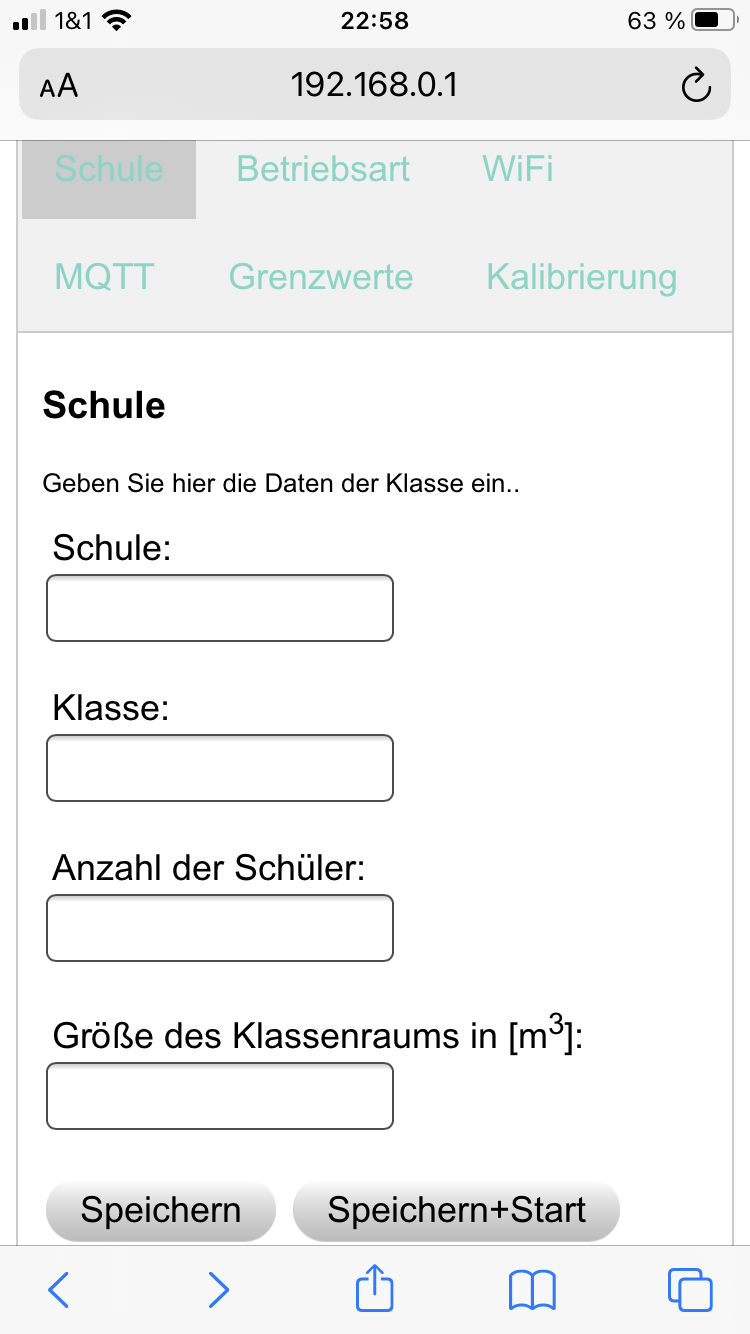 1&1 22:58 63 %
AA 192.168.0.1
Schule Betriebsart WiFi
MQTT Grenzwerte Kalibrierung
Schule
Geben Sie hier die Daten der Klasse ein..
Schule:
Klasse:
Anzahl der Schüler:
Größe des Klassenraums in [m³]:
Speichern Speichern+Start